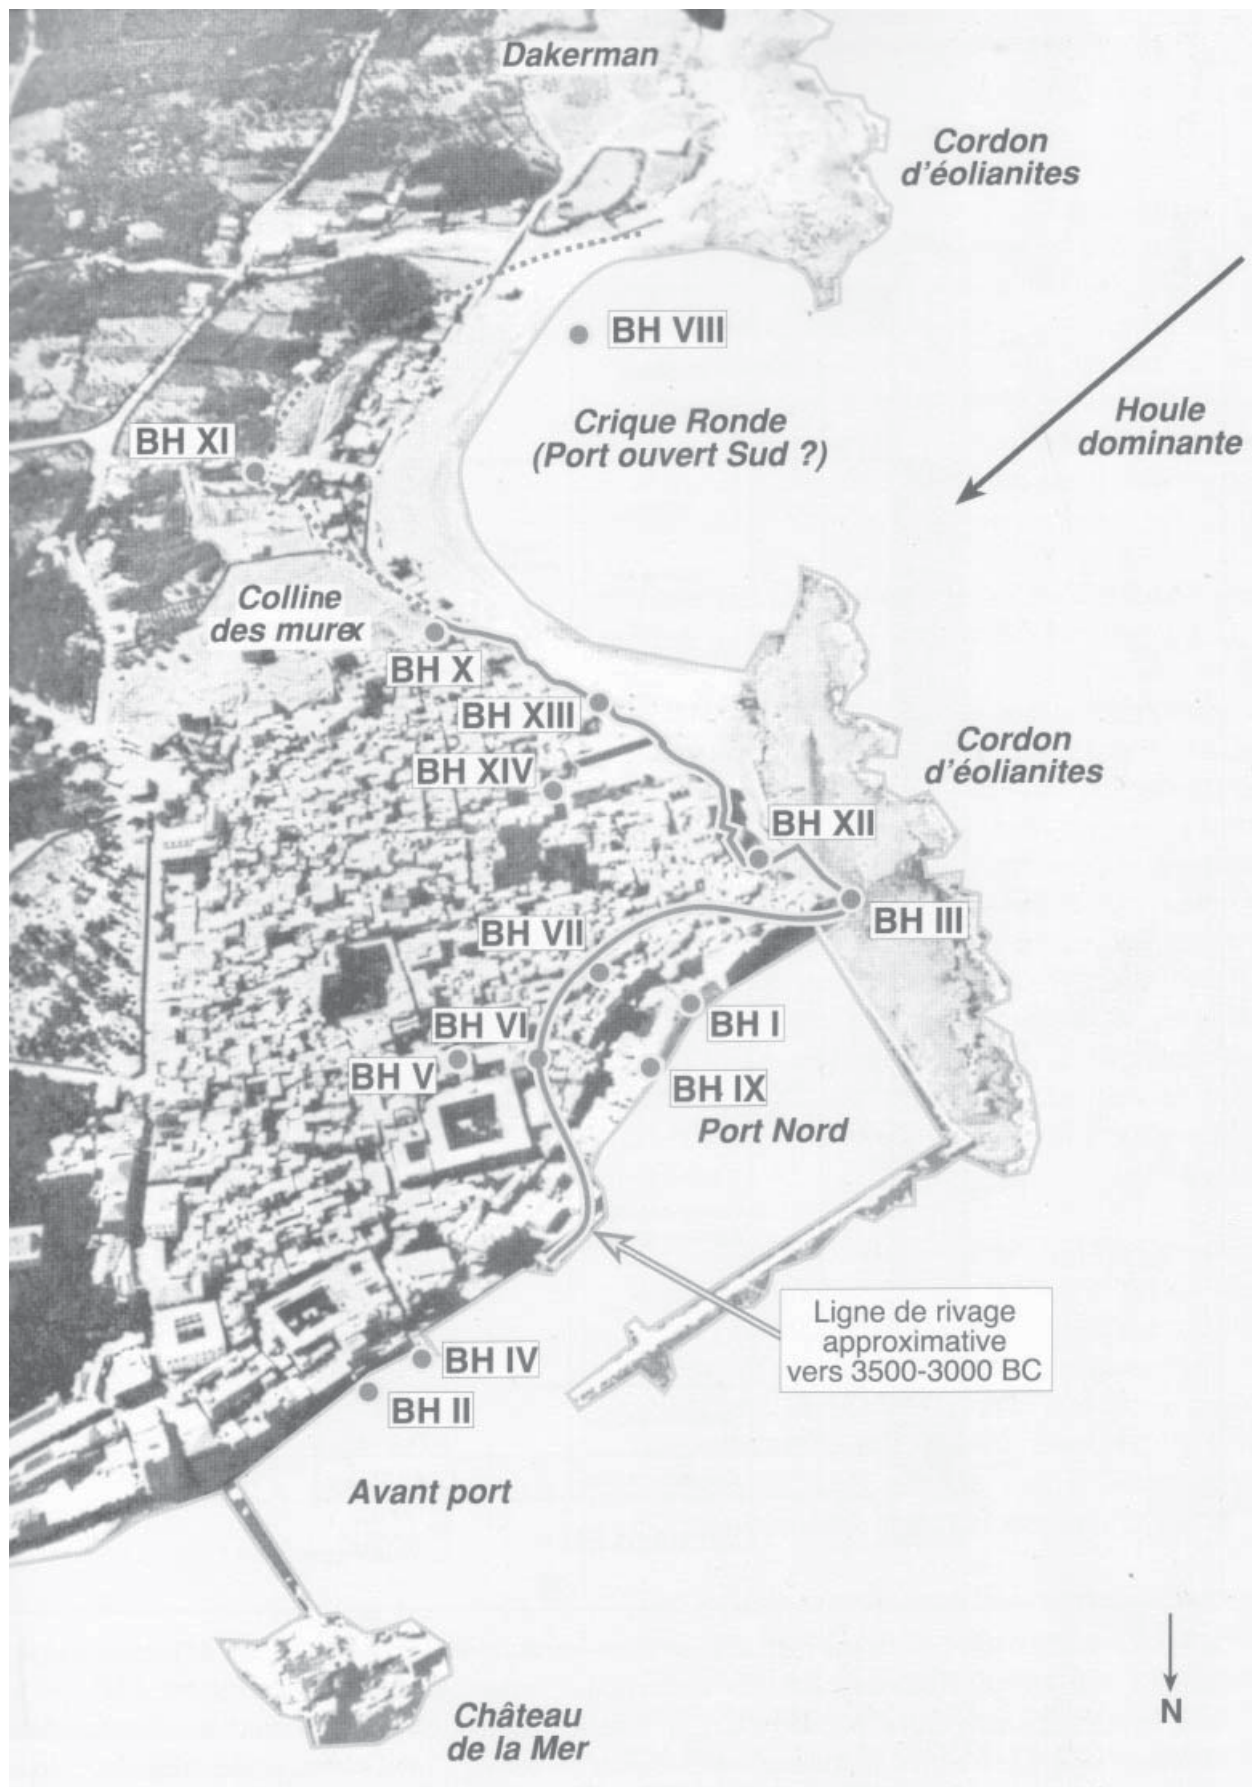 Dakerman
Cordon
d'éolianites
BH VIII
Houle
dominante
Crique Ronde
(Port ouvert Sud ?)
BH XI
Colline
des murex
BH X
BH XIII
Cordon
d'éolianites
BH XIV
BH XII
BH III
BH VII
BH I
BH VI
BH V
BH IX
Port Nord
Ligne de rivage
approximative
vers 3500-3000 BC
BH IV
BH II
Avant port
N
Château
de la Mer